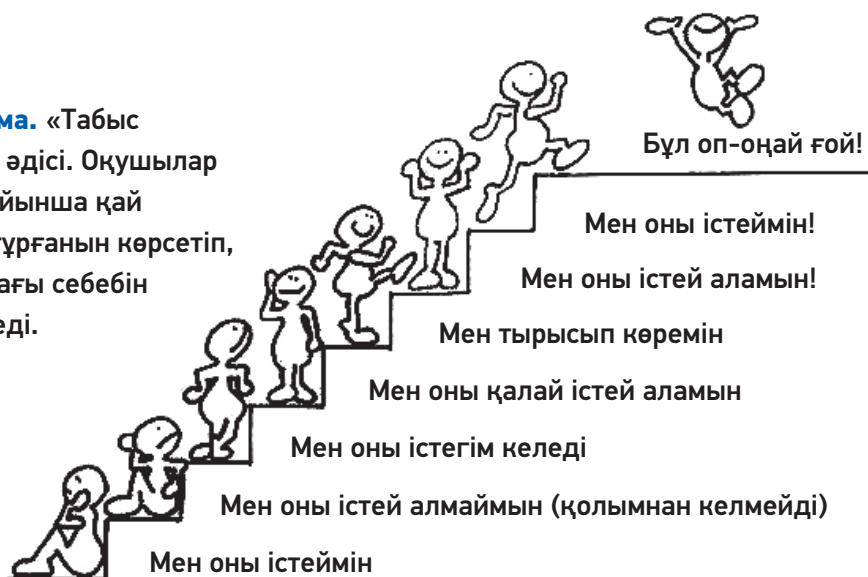 ма. «Табыс
әдісі. Оқушылар
йынша қай
тұрғанын көрсетіп,
ағы себебін
еді.
Бұл оп-оңай ғой!
Мен оны істеймін!
Мен оны істей аламын!
Мен тырысып көремін
Мен оны қалай істей аламын
Мен оны істегім келеді
Мен оны істей алмаймын (қолымнан келмейді)
Мен оны істеймін